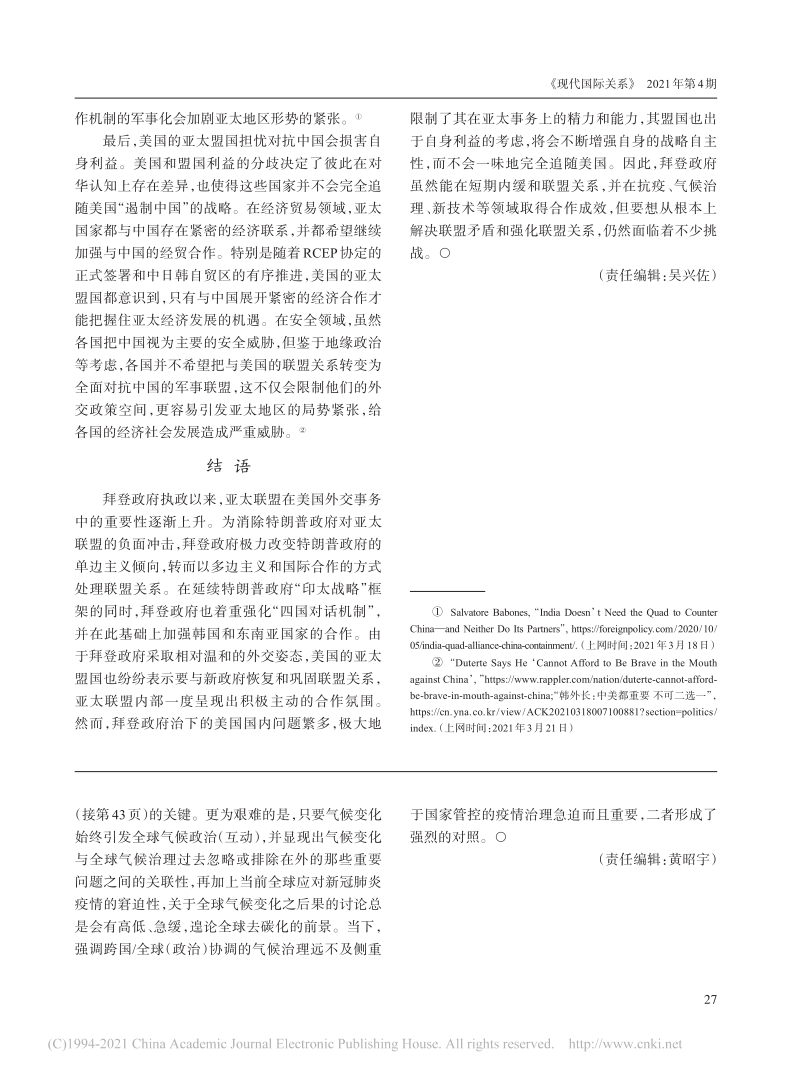 《现代国际关系》 2021年第4期
作机制的军事化会加剧亚太地区形势的紧张。①
最后,美国的亚太盟国担忧对抗中国会损害自
身利益。美国和盟国利益的分歧决定了彼此在对
华认知上存在差异,也使得这些国家并不会完全追
随美国“遏制中国”的战略。在经济贸易领域,亚太
国家都与中国存在紧密的经济联系,并都希望继续
加强与中国的经贸合作。特别是随着RCEP协定的
正式签署和中日韩自贸区的有序推进,美国的亚太
盟国都意识到,只有与中国展开紧密的经济合作才
能把握住亚太经济发展的机遇。在安全领域,虽然
各国把中国视为主要的安全威胁,但鉴于地缘政治
等考虑,各国并不希望把与美国的联盟关系转变为
全面对抗中国的军事联盟,这不仅会限制他们的外
交政策空间,更容易引发亚太地区的局势紧张,给
各国的经济社会发展造成严重威胁。②
结 语
拜登政府执政以来,亚太联盟在美国外交事务
中的重要性逐渐上升。为消除特朗普政府对亚太
联盟的负面冲击,拜登政府极力改变特朗普政府的
单边主义倾向,转而以多边主义和国际合作的方式
处理联盟关系。在延续特朗普政府“印太战略”框
架的同时,拜登政府也着重强化“四国对话机制”,
并在此基础上加强韩国和东南亚国家的合作。由
于拜登政府采取相对温和的外交姿态,美国的亚太
盟国也纷纷表示要与新政府恢复和巩固联盟关系,
亚太联盟内部一度呈现出积极主动的合作氛围。
然而,拜登政府治下的美国国内问题繁多,极大地
限制了其在亚太事务上的精力和能力,其盟国也出
于自身利益的考虑,将会不断增强自身的战略自主
性,而不会一味地完全追随美国。因此,拜登政府
虽然能在短期内缓和联盟关系,并在抗疫、气候治
理、新技术等领域取得合作成效,但要想从根本上
解决联盟矛盾和强化联盟关系,仍然面临着不少挑
战。○
(责任编辑:吴兴佐)
① Salvatore Babones, “India Doesn’t Need the Quad to Counter
China—and Neither Do Its Partners”, https://foreignpolicy.com/2020/10/
05/india-quad-alliance-china-containment/.(上网时间:2021年3月18日)
② “Duterte Says He ‘Cannot Afford to Be Brave in the Mouth
against China’, ”https://www.rappler.com/nation/duterte-cannot-afford-
be-brave-in-mouth-against-china;“韩外长:中美都重要 不可二选一”,
https://cn.yna.co.kr/view/ACK20210318007100881?section=politics/
index.(上网时间:2021年3月21日)
(接第43页)的关键。更为艰难的是,只要气候变化
始终引发全球气候政治(互动),并显现出气候变化
与全球气候治理过去忽略或排除在外的那些重要
问题之间的关联性,再加上当前全球应对新冠肺炎
疫情的窘迫性,关于全球气候变化之后果的讨论总
是会有高低、急缓,遑论全球去碳化的前景。当下,
强调跨国/全球(政治)协调的气候治理远不及侧重
于国家管控的疫情治理急迫而且重要,二者形成了
强烈的对照。○
(责任编辑:黄昭宇)
27
(C)1994-2021 China Academic Journal Electronic Publishing House. All rights reserved. http://www.cnki.net